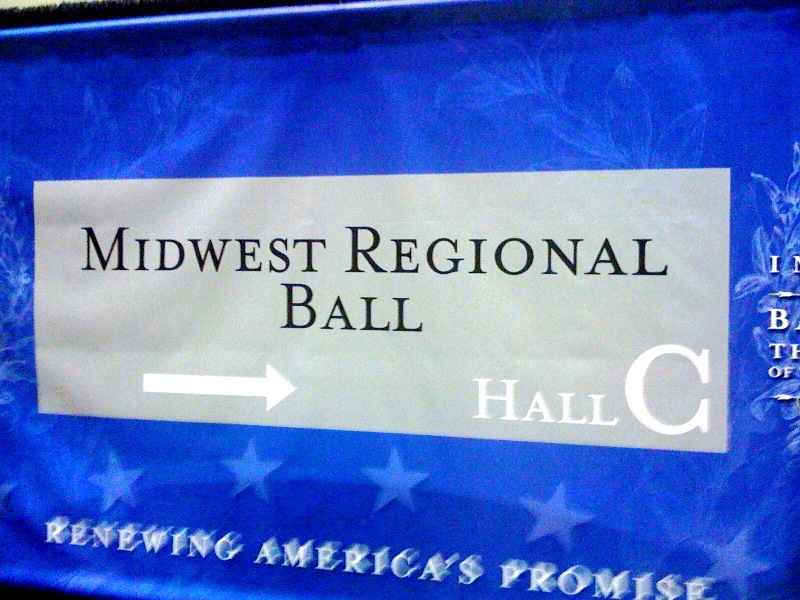 MIDWEST REGIONAL
BALL
HALL C
RENEWING AMERICA'S PROMISE